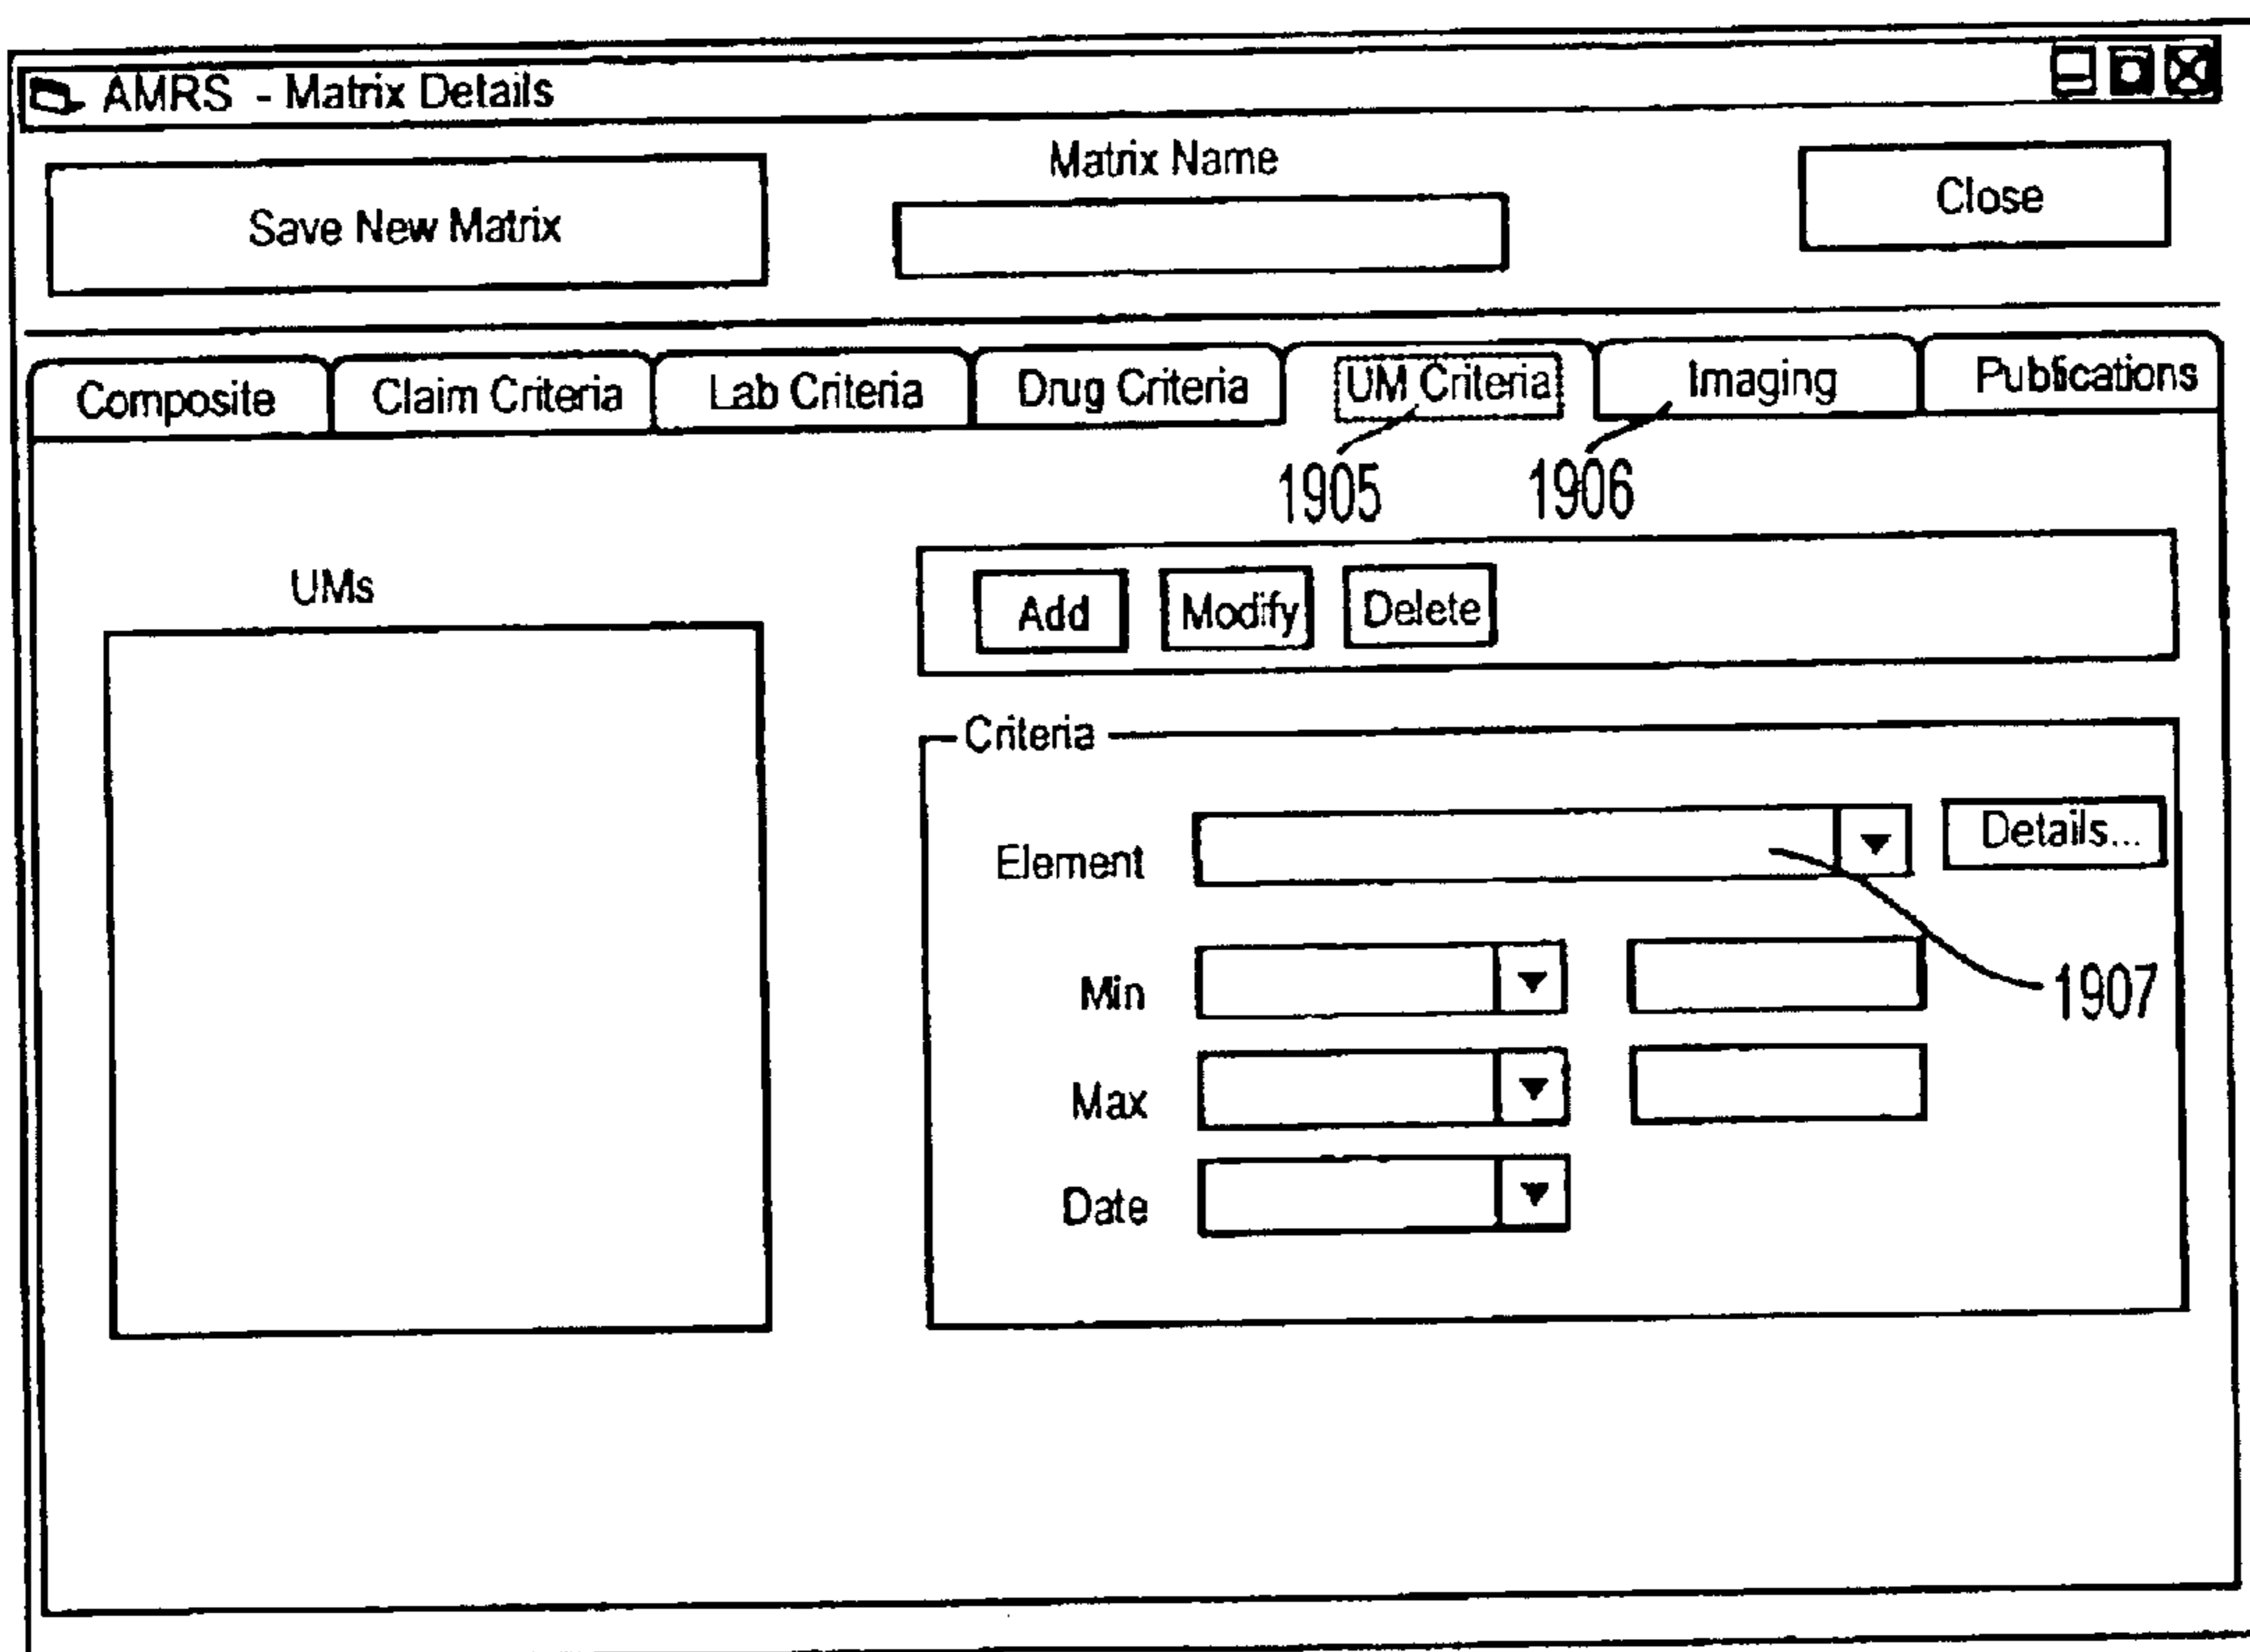 AMRS - Matrix Details
Matrix Name
Save New Matrix
Close
Composite Claim Criteria Lab Criteria Drug Criteria UM Criteria Imaging Publications
1905 1906
UMs
Add Modify Delete
Criteria
Element Details...
Min
1907
Max
Date